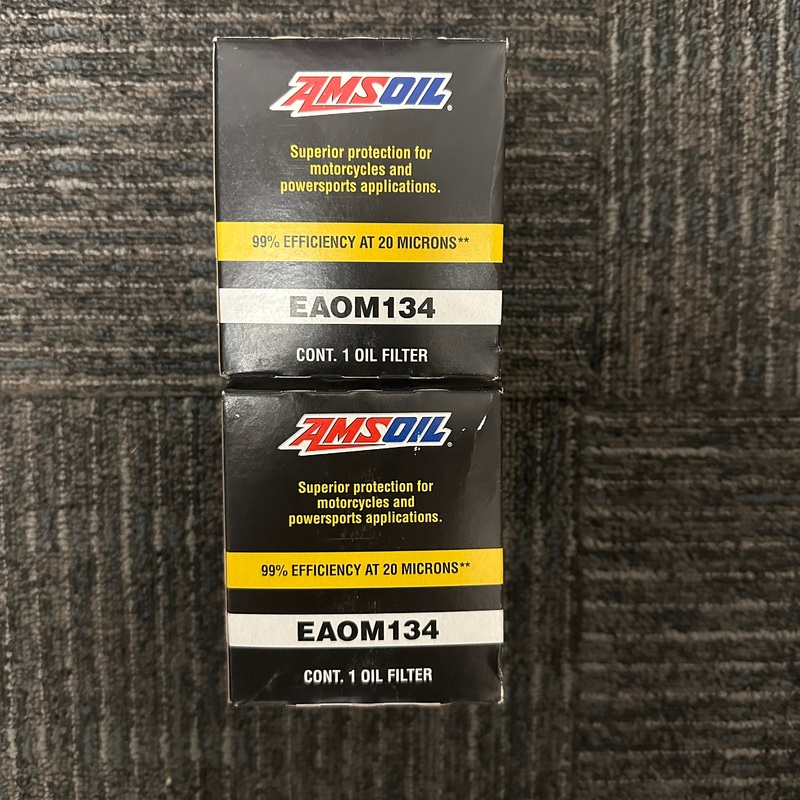 AMSOIL®
Superior protection for
motorcycles and
powersports applications.
99% EFFICIENCY AT 20 MICRONS**
EAOM134
CONT. 1 OIL FILTER
AMSOIL®
Superior protection for
motorcycles and
powersports applications.
99% EFFICIENCY AT 20 MICRONS**
EAOM134
CONT. 1 OIL FILTER